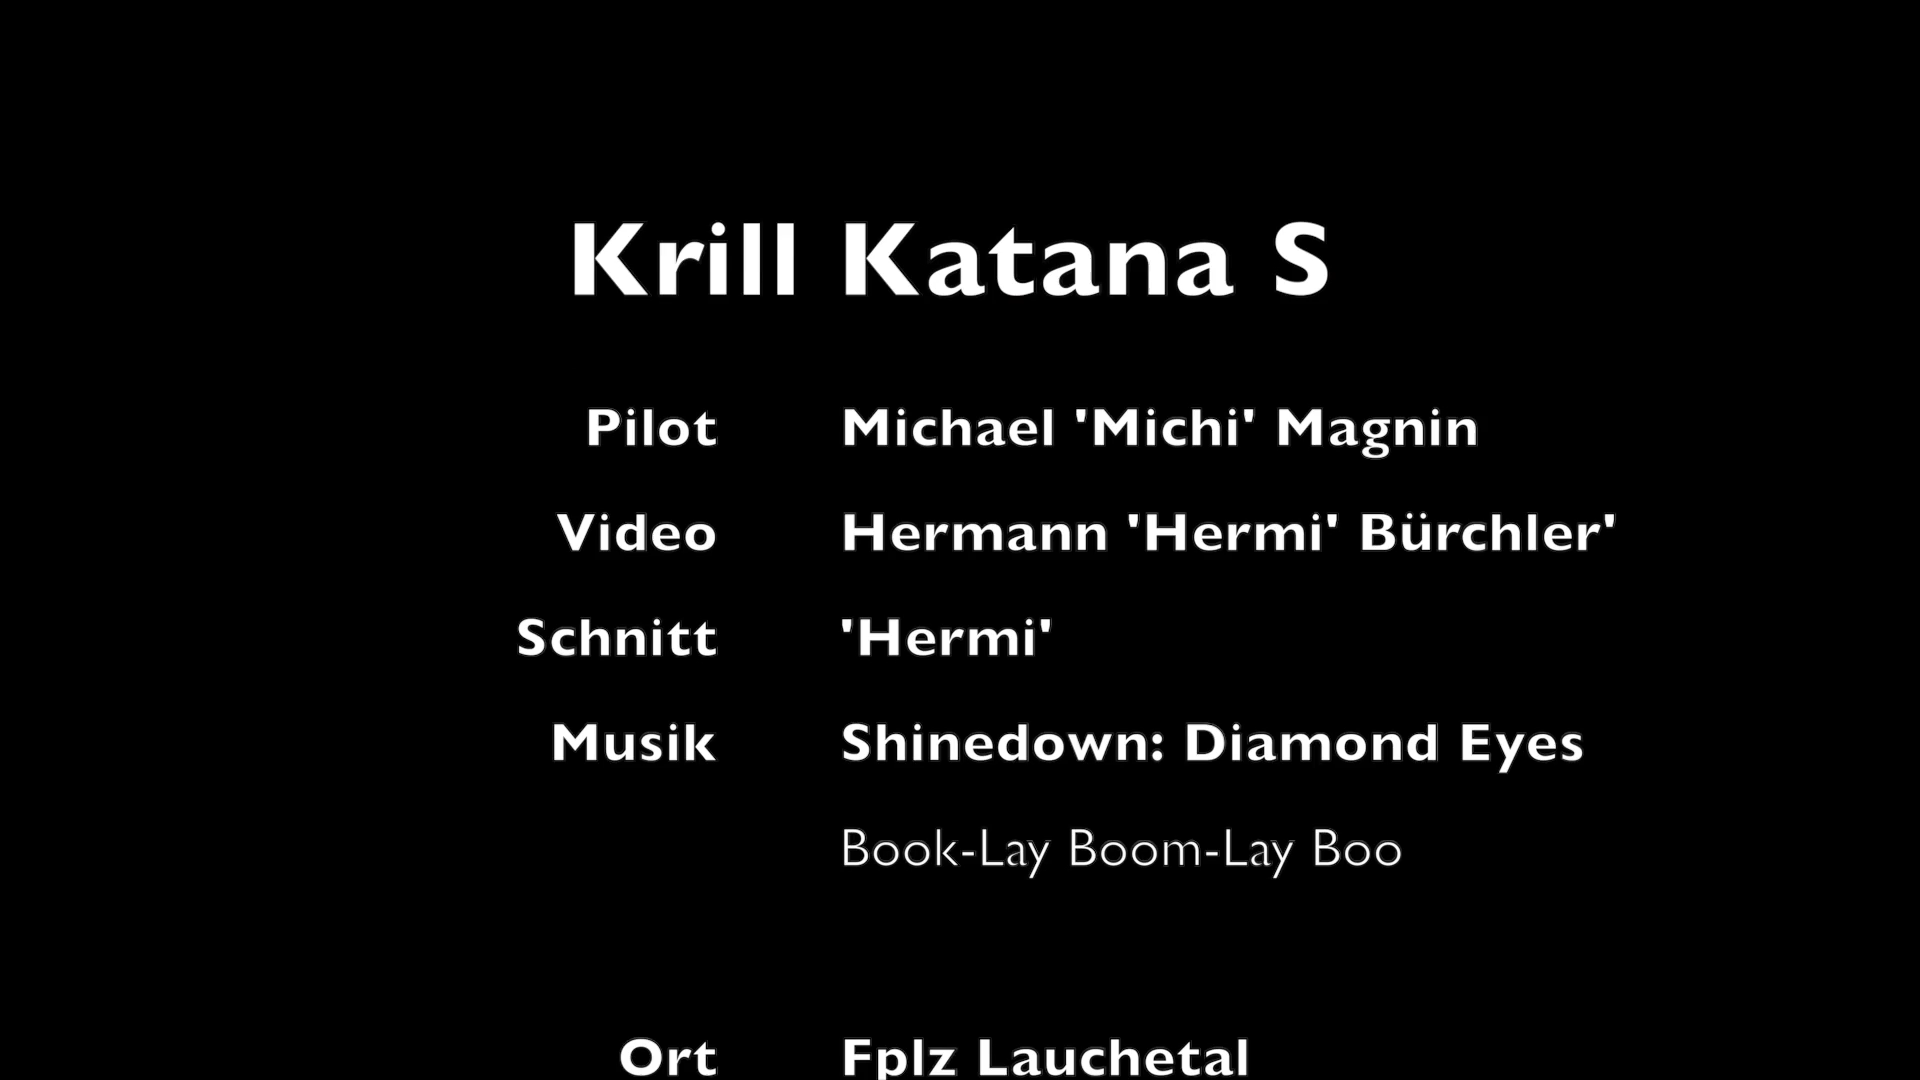 Krill Katana S
Pilot Michael 'Michi' Magnin
Video Hermann 'Hermi' Bürchler'
Schnitt 'Hermi'
Musik Shinedown: Diamond Eyes
Book-Lay Boom-Lay Boo
Ort Fplz Lauchetal